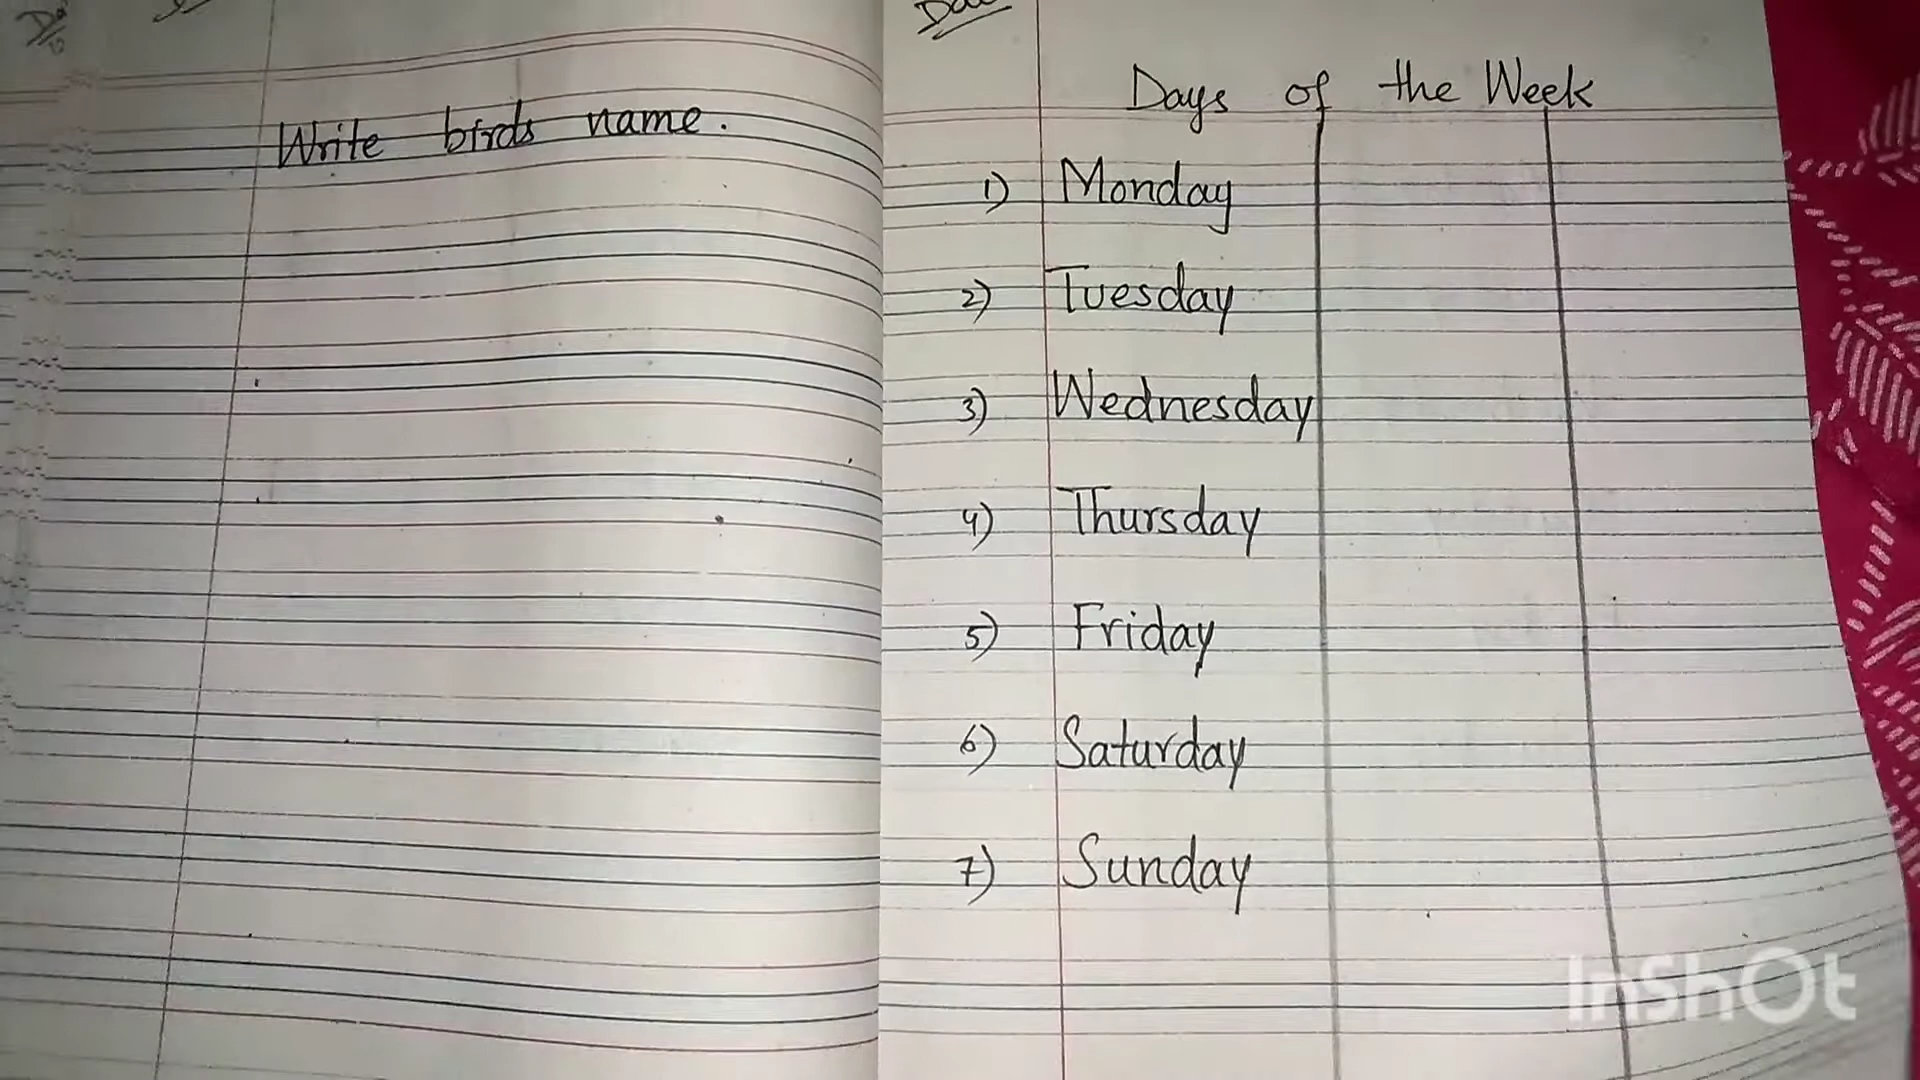 Write birds name.
Days of the Week
1) Monday
2) Tuesday
3) Wednesday
4) Thursday
5) Friday
6) Saturday
7) Sunday
InShOt